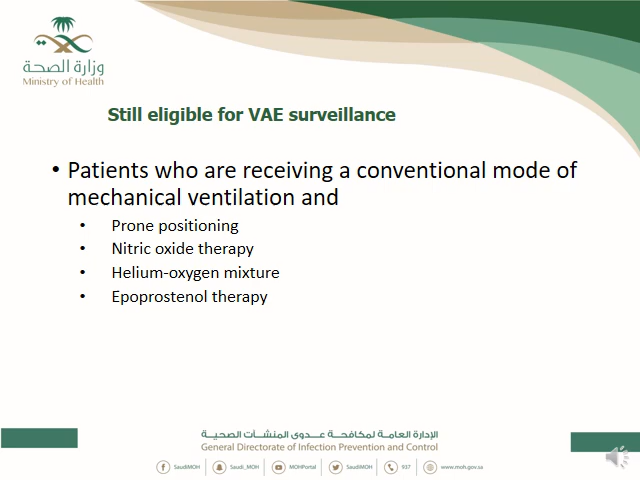 وزارة الصحة
Ministry of Health
Still eligible for VAE surveillance
• Patients who are receiving a conventional mode of
mechanical ventilation and
• Prone positioning
• Nitric oxide therapy
• Helium-oxygen mixture
• Epoprostenol therapy
الإدارة العامة لمكافحة عدوى المنشآت الصحية
General Directorate of Infection Prevention and Control
SaudiMOH Saudi_MOH MOHPortal SaudiMOH 937 www.moh.gov.sa